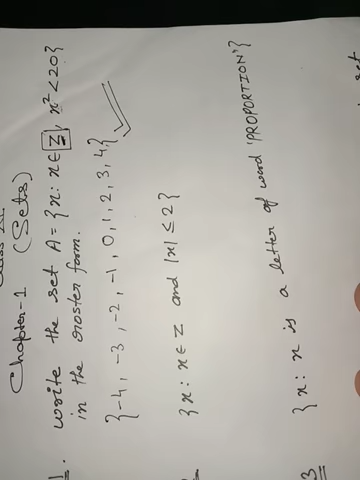 Chapter-1 (Sets)
1. write the set A = {x: x ∈ Z, x² < 20}
in the roster form.
{-4, -3, -2, -1, 0, 1, 2, 3, 4}
{x: x ∈ Z and |x| ≤ 2}
3 {x: x is a letter of word 'PROPORTION'}